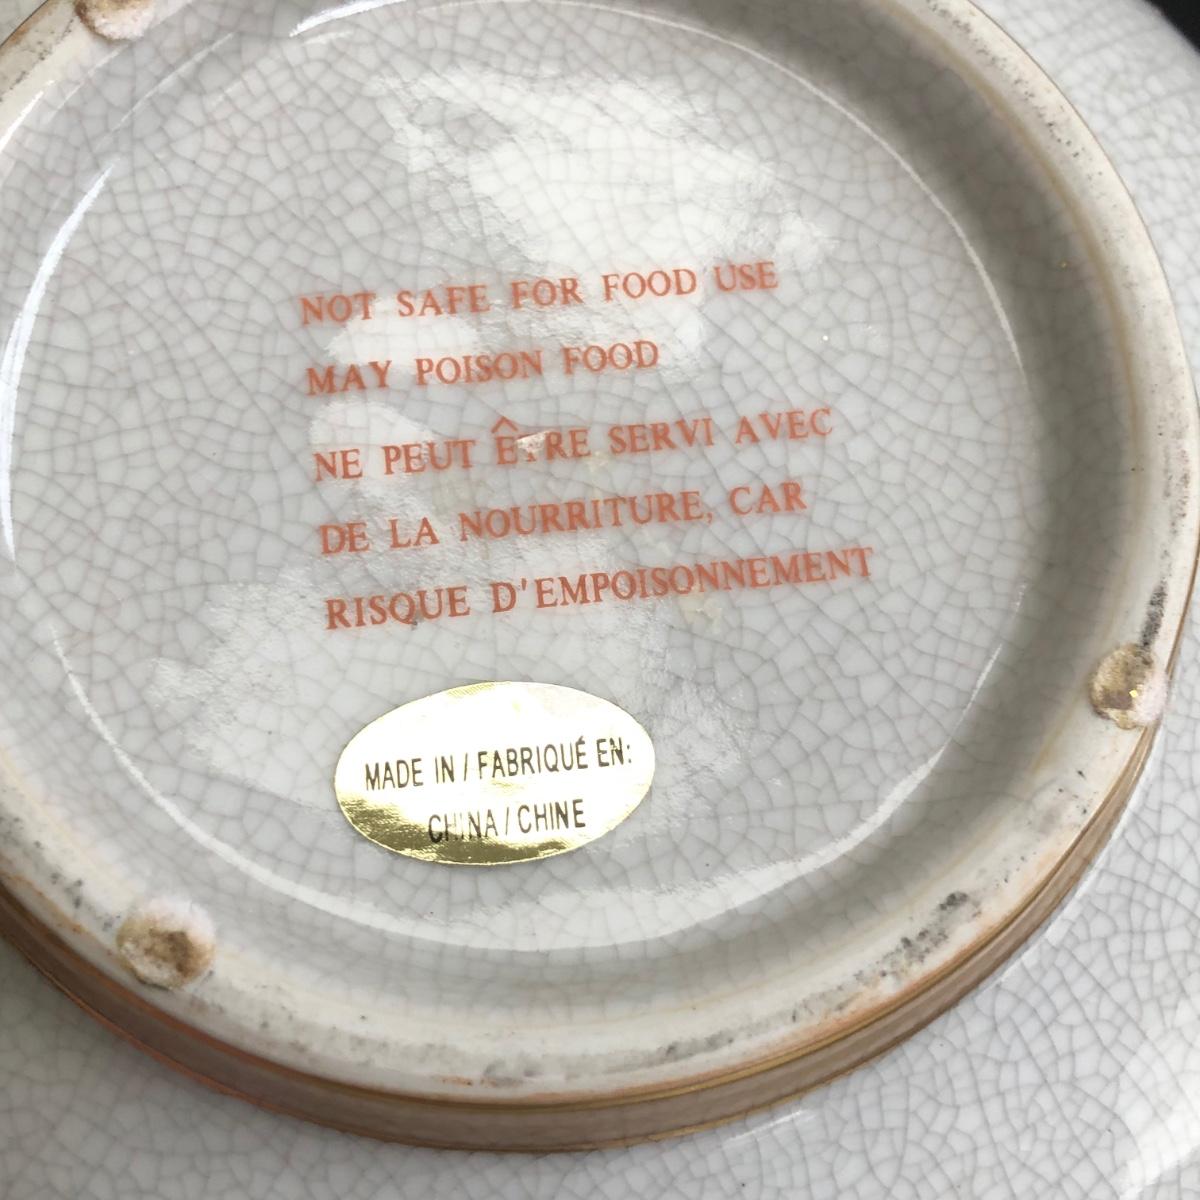 NOT SAFE FOR FOOD USE
MAY POISON FOOD
NE PEUT ÊTRE SERVI AVEC
DE LA NOURRITURE, CAR
RISQUE D'EMPOISONNEMENT
MADE IN / FABRIQUÉ EN:
CHINA / CHINE